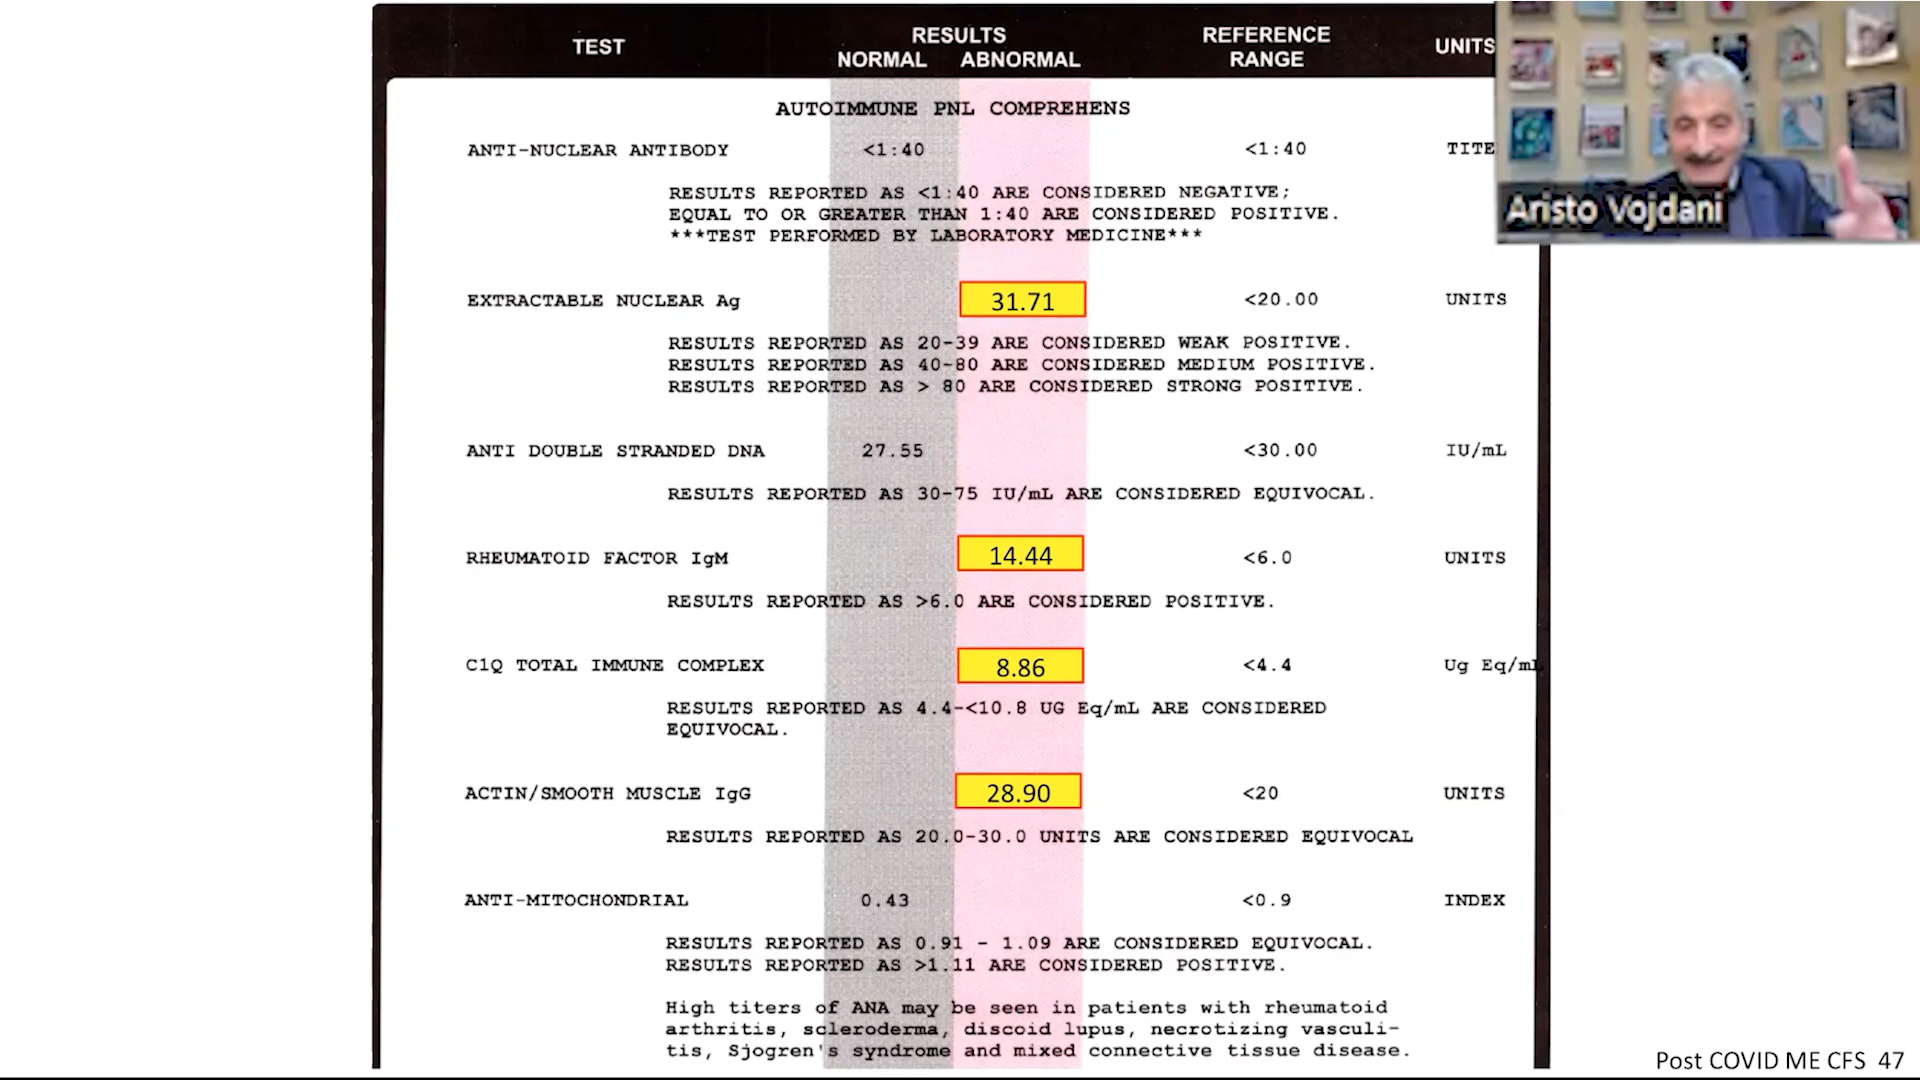 TEST
RESULTS
NORMAL ABNORMAL
REFERENCE
RANGE
UNITS
AUTOIMMUNE PNL COMPREHENS
ANTI-NUCLEAR ANTIBODY <1:40 <1:40 TITE
RESULTS REPORTED AS <1:40 ARE CONSIDERED NEGATIVE;
EQUAL TO OR GREATER THAN 1:40 ARE CONSIDERED POSITIVE.
***TEST PERFORMED BY LABORATORY MEDICINE***
Aristo Vojdani
EXTRACTABLE NUCLEAR Ag 31.71 <20.00 UNITS
RESULTS REPORTED AS 20-39 ARE CONSIDERED WEAK POSITIVE.
RESULTS REPORTED AS 40-80 ARE CONSIDERED MEDIUM POSITIVE.
RESULTS REPORTED AS > 80 ARE CONSIDERED STRONG POSITIVE.
ANTI DOUBLE STRANDED DNA 27.55 <30.00 IU/mL
RESULTS REPORTED AS 30-75 IU/mL ARE CONSIDERED EQUIVOCAL.
RHEUMATOID FACTOR IgM 14.44 <6.0 UNITS
RESULTS REPORTED AS >6.0 ARE CONSIDERED POSITIVE.
C1Q TOTAL IMMUNE COMPLEX 8.86 <4.4 Ug Eq/mL
RESULTS REPORTED AS 4.4-<10.8 UG Eq/mL ARE CONSIDERED
EQUIVOCAL.
ACTIN/SMOOTH MUSCLE IgG 28.90 <20 UNITS
RESULTS REPORTED AS 20.0-30.0 UNITS ARE CONSIDERED EQUIVOCAL
ANTI-MITOCHONDRIAL 0.43 <0.9 INDEX
RESULTS REPORTED AS 0.91 - 1.09 ARE CONSIDERED EQUIVOCAL.
RESULTS REPORTED AS >1.11 ARE CONSIDERED POSITIVE.
High titers of ANA may be seen in patients with rheumatoid
arthritis, scleroderma, discoid lupus, necrotizing vasculi-
tis, Sjogren's syndrome and mixed connective tissue disease.
Post COVID ME CFS 47